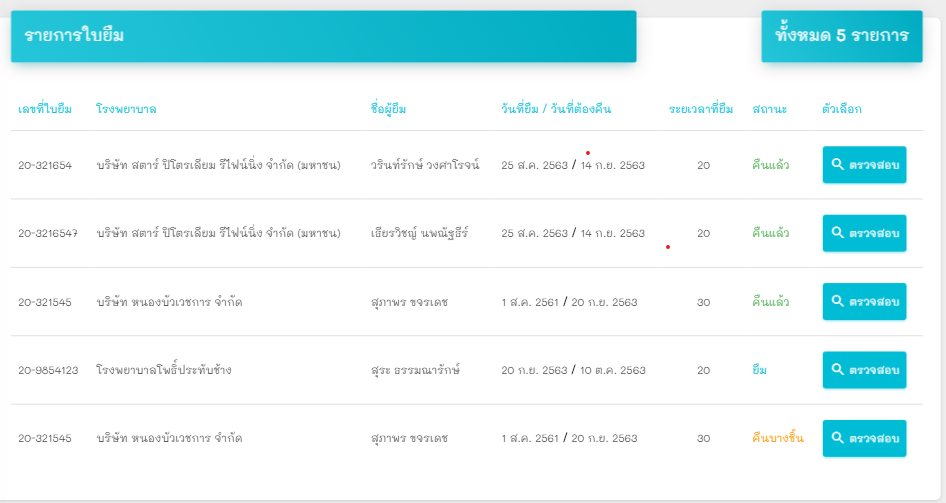 รายการใบยืม
ทั้งหมด 5 รายการ
เลขที่ใบยืม โรงพยาบาล ชื่อผู้ยืม วันที่ยืม / วันที่ต้องคืน ระยเวลาที่ยืม สถานะ ตัวเลือก
20-321654 บริษัท สตาร์ ปิโตรเลียม รีไฟน์นิ่ง จำกัด (มหาชน) วรินท์รักษ์ วงศาโรจน์ 25 ส.ค. 2563 / 14 ก.ย. 2563 20 คืนแล้ว ตรวจสอบ
20-3216547 บริษัท สตาร์ ปิโตรเลียม รีไฟน์นิ่ง จำกัด (มหาชน) เธียรวิชญ์ นพณัฐธีร์ 25 ส.ค. 2563 / 14 ก.ย. 2563 20 คืนแล้ว ตรวจสอบ
20-321545 บริษัท หนองบัวเวชการ จำกัด สุภาพร ขจรเดช 1 ส.ค. 2561 / 20 ก.ย. 2563 30 คืนแล้ว ตรวจสอบ
20-9854123 โรงพยาบาลโพธิ์ประทับช้าง สุระ ธรรมณารักษ์ 20 ก.ย. 2563 / 10 ต.ค. 2563 20 ยืม ตรวจสอบ
20-321545 บริษัท หนองบัวเวชการ จำกัด สุภาพร ขจรเดช 1 ส.ค. 2561 / 20 ก.ย. 2563 30 คืนบางชิ้น ตรวจสอบ